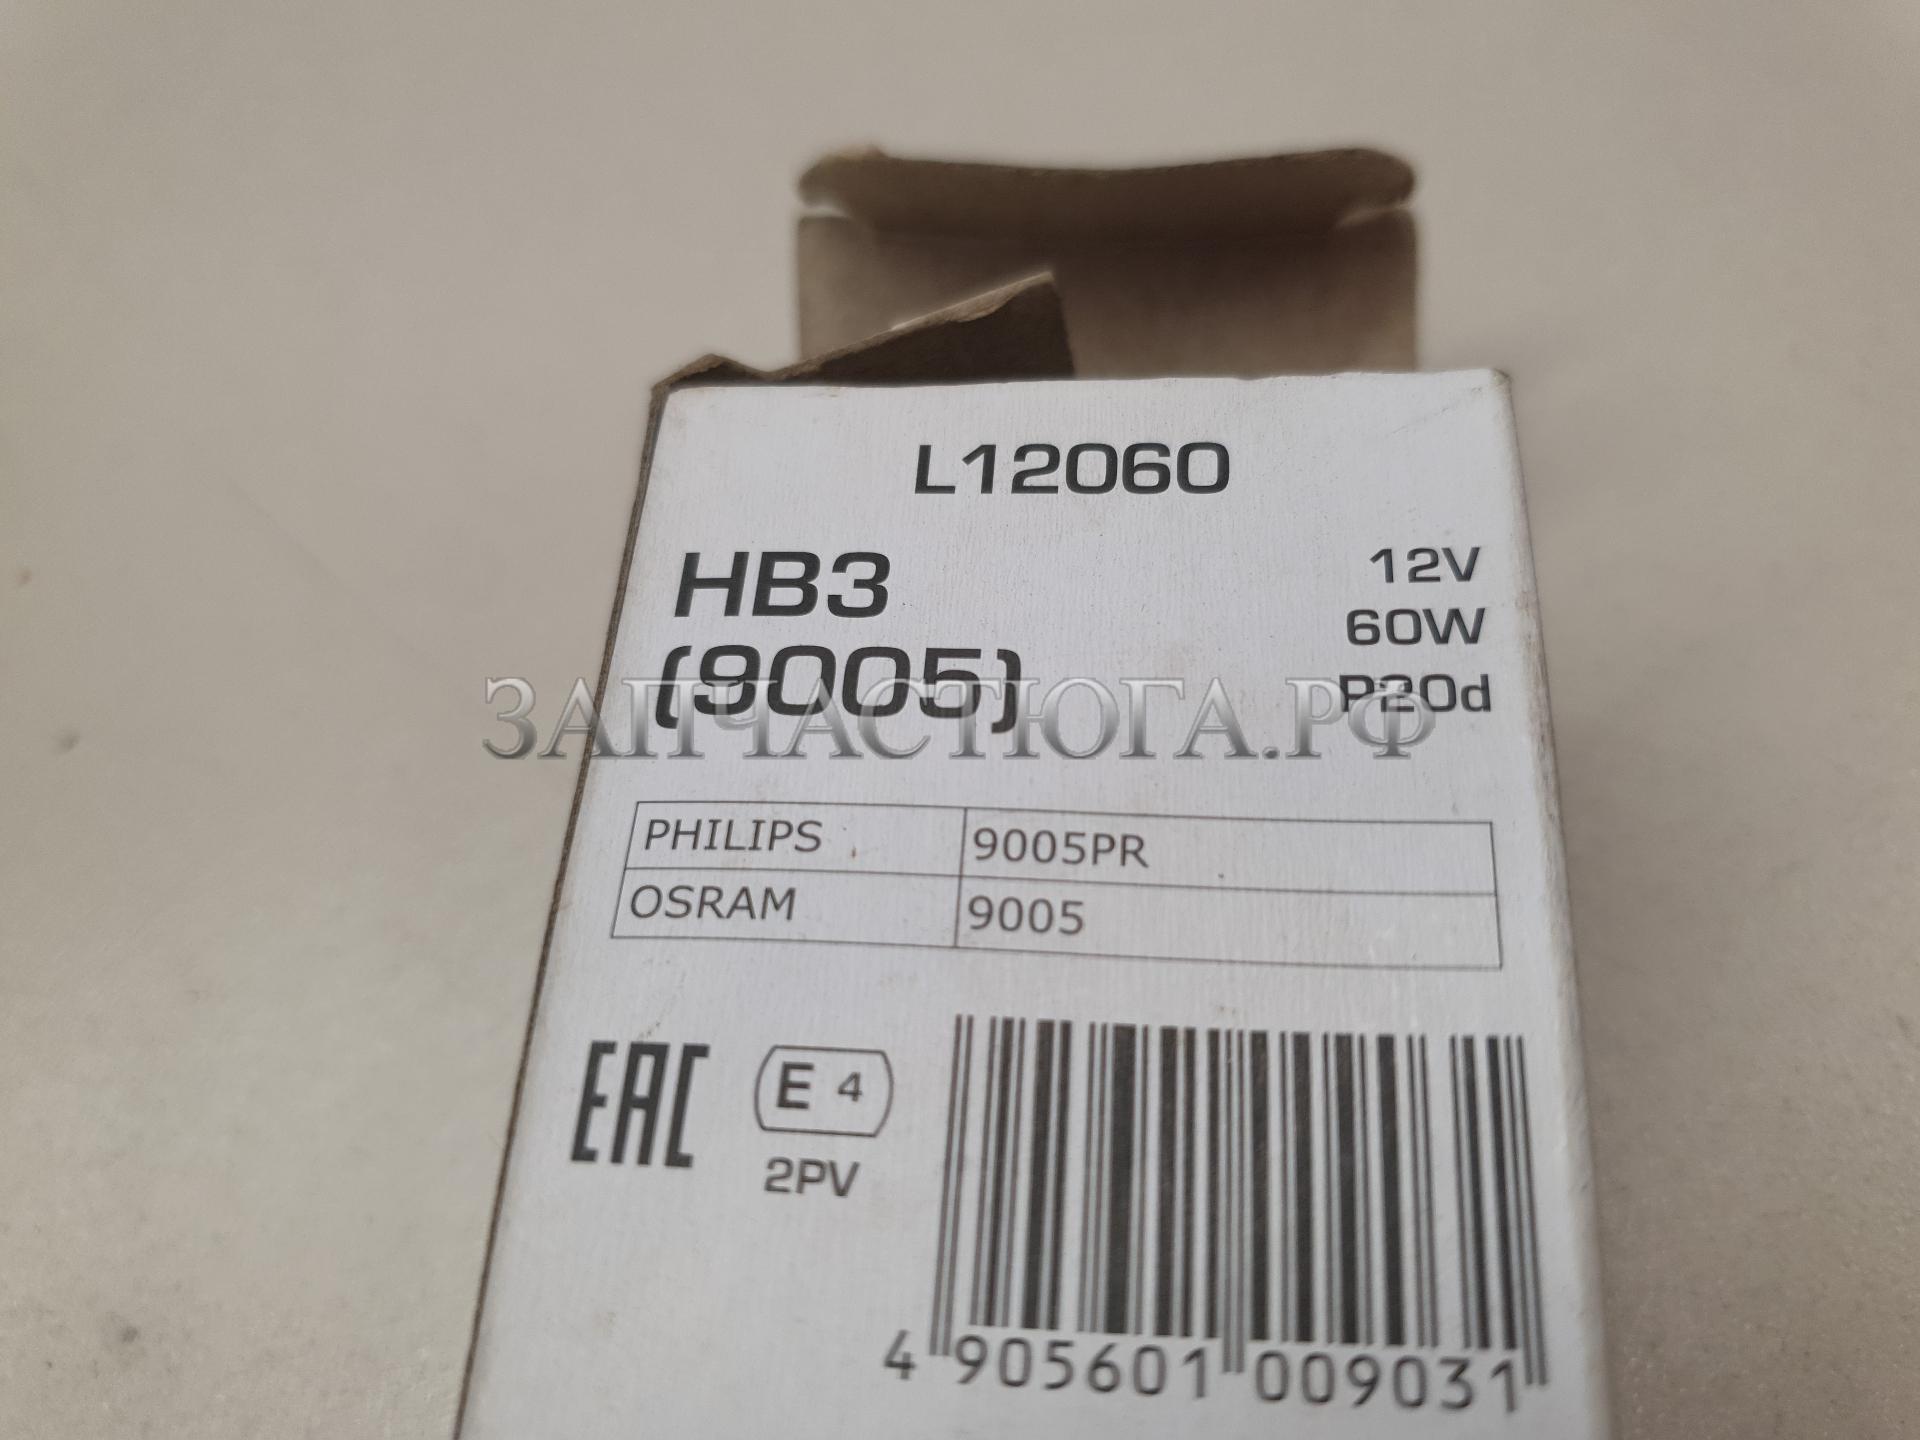 L12060
HB3
(9005)
12V
60W
P20d
ЗАПЧАСТЮГА.РФ
PHILIPS 9005PR
OSRAM 9005
EAC
E 4
2PV
4 905601 009031